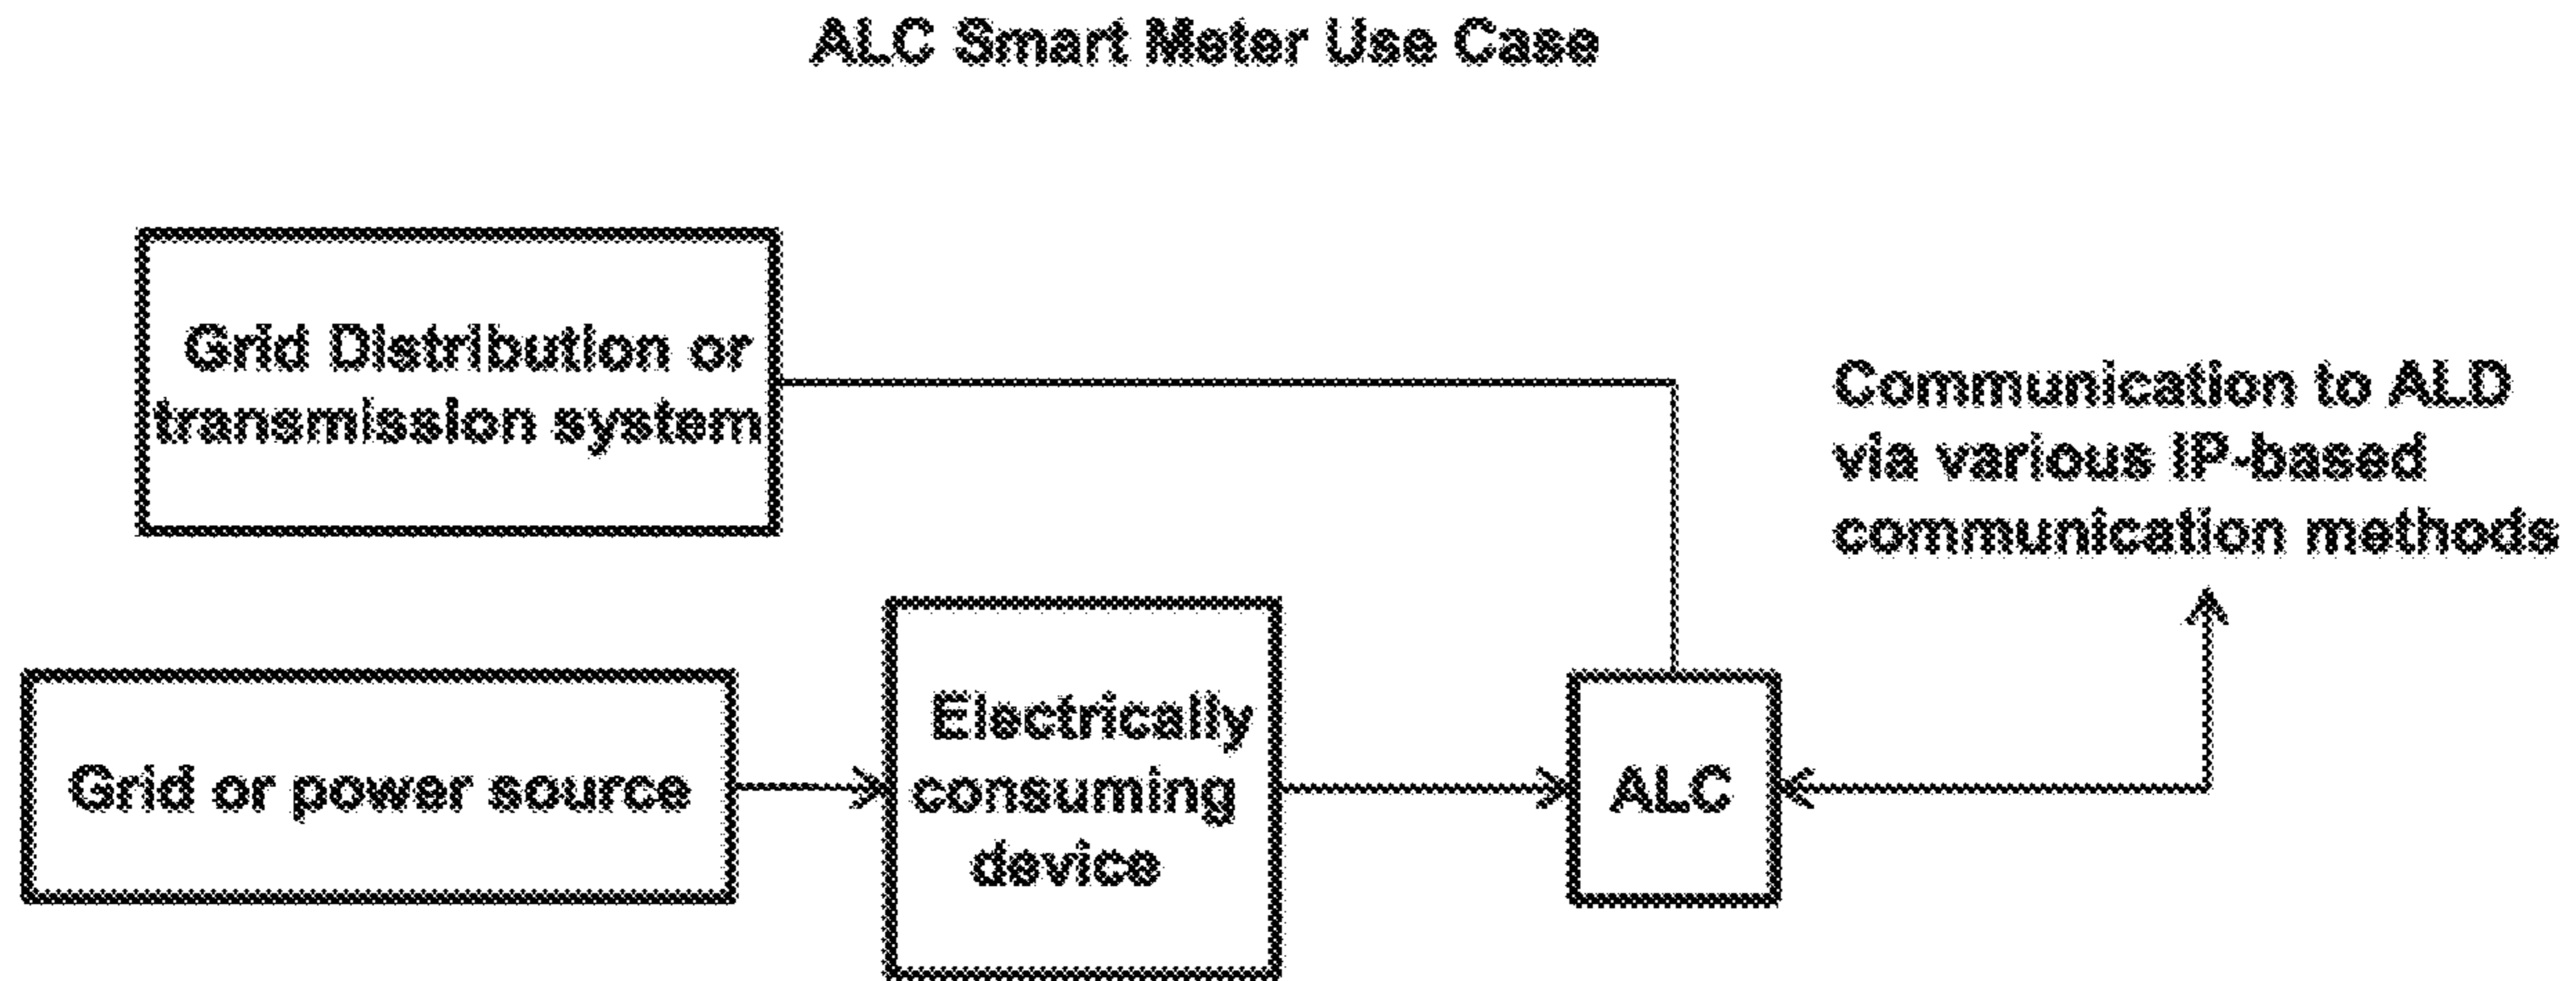 ALC Smart Meter Use Case
Grid Distribution or
transmission system
Communication to ALD
via various IP-based
communication methods
Grid or power source
Electrically
consuming
device
ALC